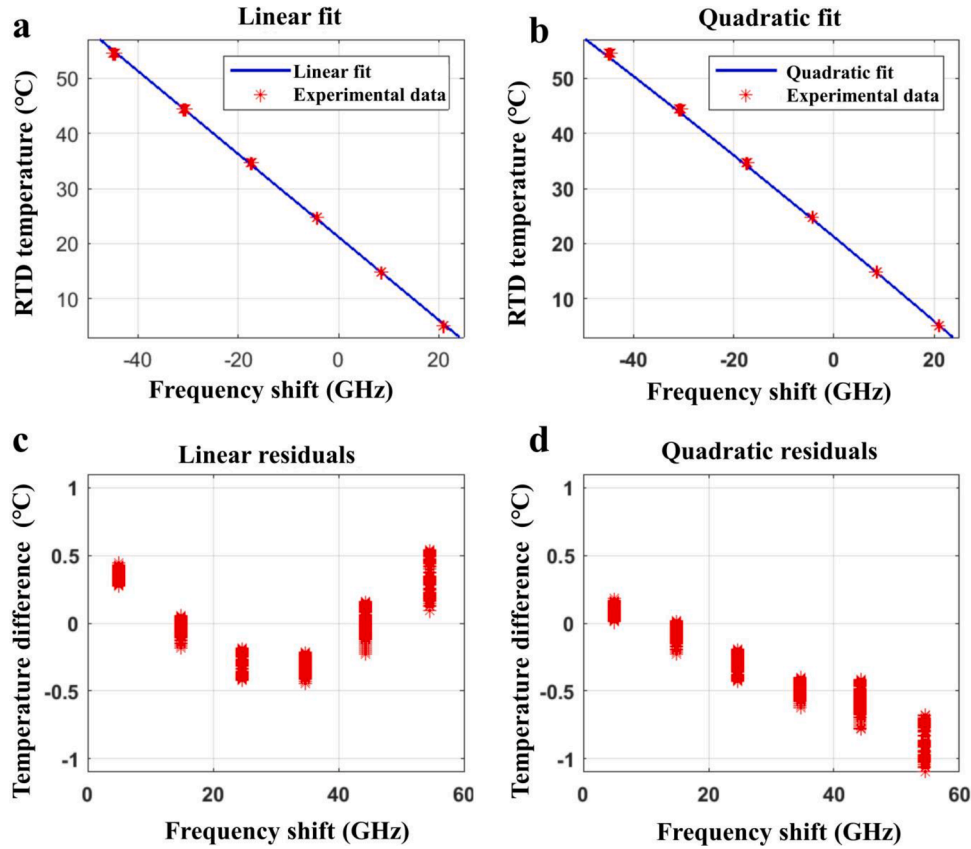 a
Linear fit
RTD temperature (°C)
50
40
30
20
10
Linear fit
Experimental data
-40
-20
0
20
Frequency shift (GHz)
b
Quadratic fit
RTD temperature (°C)
50
40
30
20
10
Quadratic fit
Experimental data
-40
-20
0
20
Frequency shift (GHz)
c
Linear residuals
Temperature difference (°C)
1
0.5
0
-0.5
-1
0
20
40
60
Frequency shift (GHz)
d
Quadratic residuals
Temperature difference (°C)
1
0.5
0
-0.5
-1
0
20
40
60
Frequency shift (GHz)